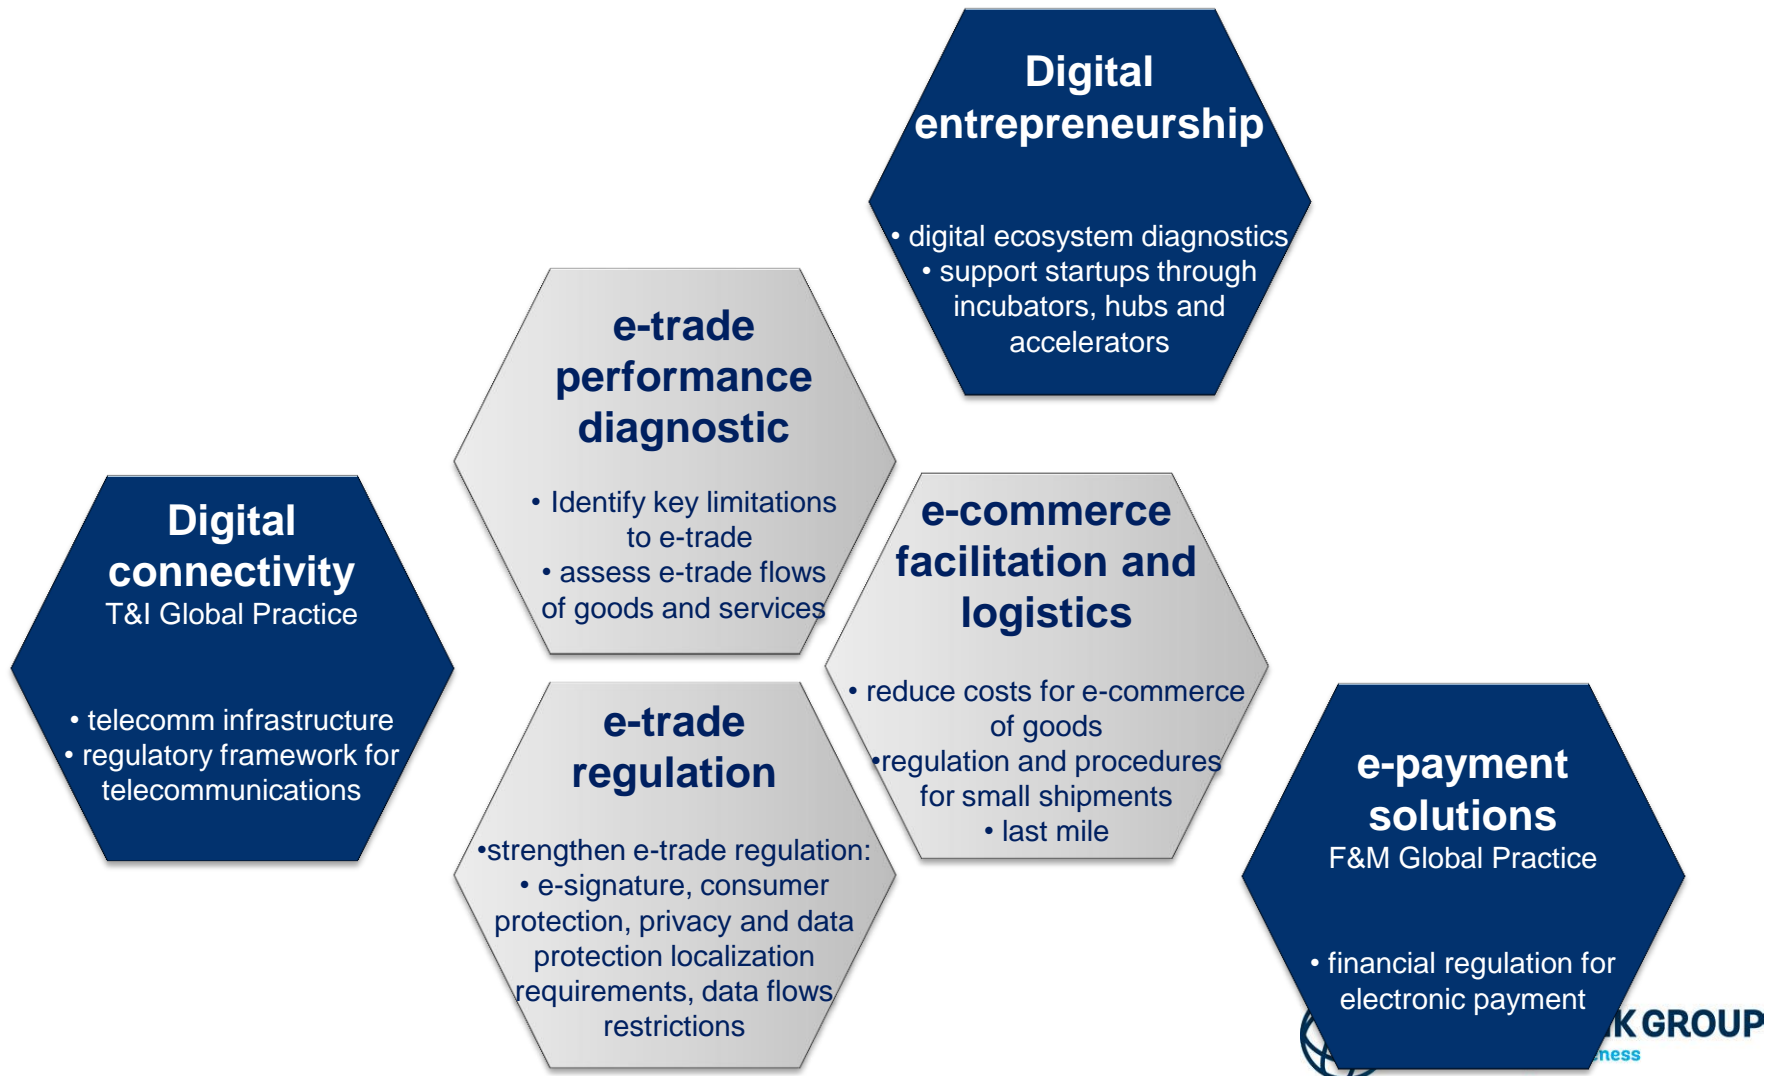 Digital
entrepreneurship
• digital ecosystem diagnostics
• support startups through
incubators, hubs and
accelerators
e-trade
performance
diagnostic
• Identify key limitations
to e-trade
• assess e-trade flows
of goods and services
Digital
connectivity
T&I Global Practice
• telecomm infrastructure
• regulatory framework for
telecommunications
e-commerce
facilitation and
logistics
• reduce costs for e-commerce
of goods
•regulation and procedures
for small shipments
• last mile
e-trade
regulation
•strengthen e-trade regulation:
• e-signature, consumer
protection, privacy and data
protection localization
requirements, data flows
restrictions
e-payment
solutions
F&M Global Practice
• financial regulation for
electronic payment
GROUP